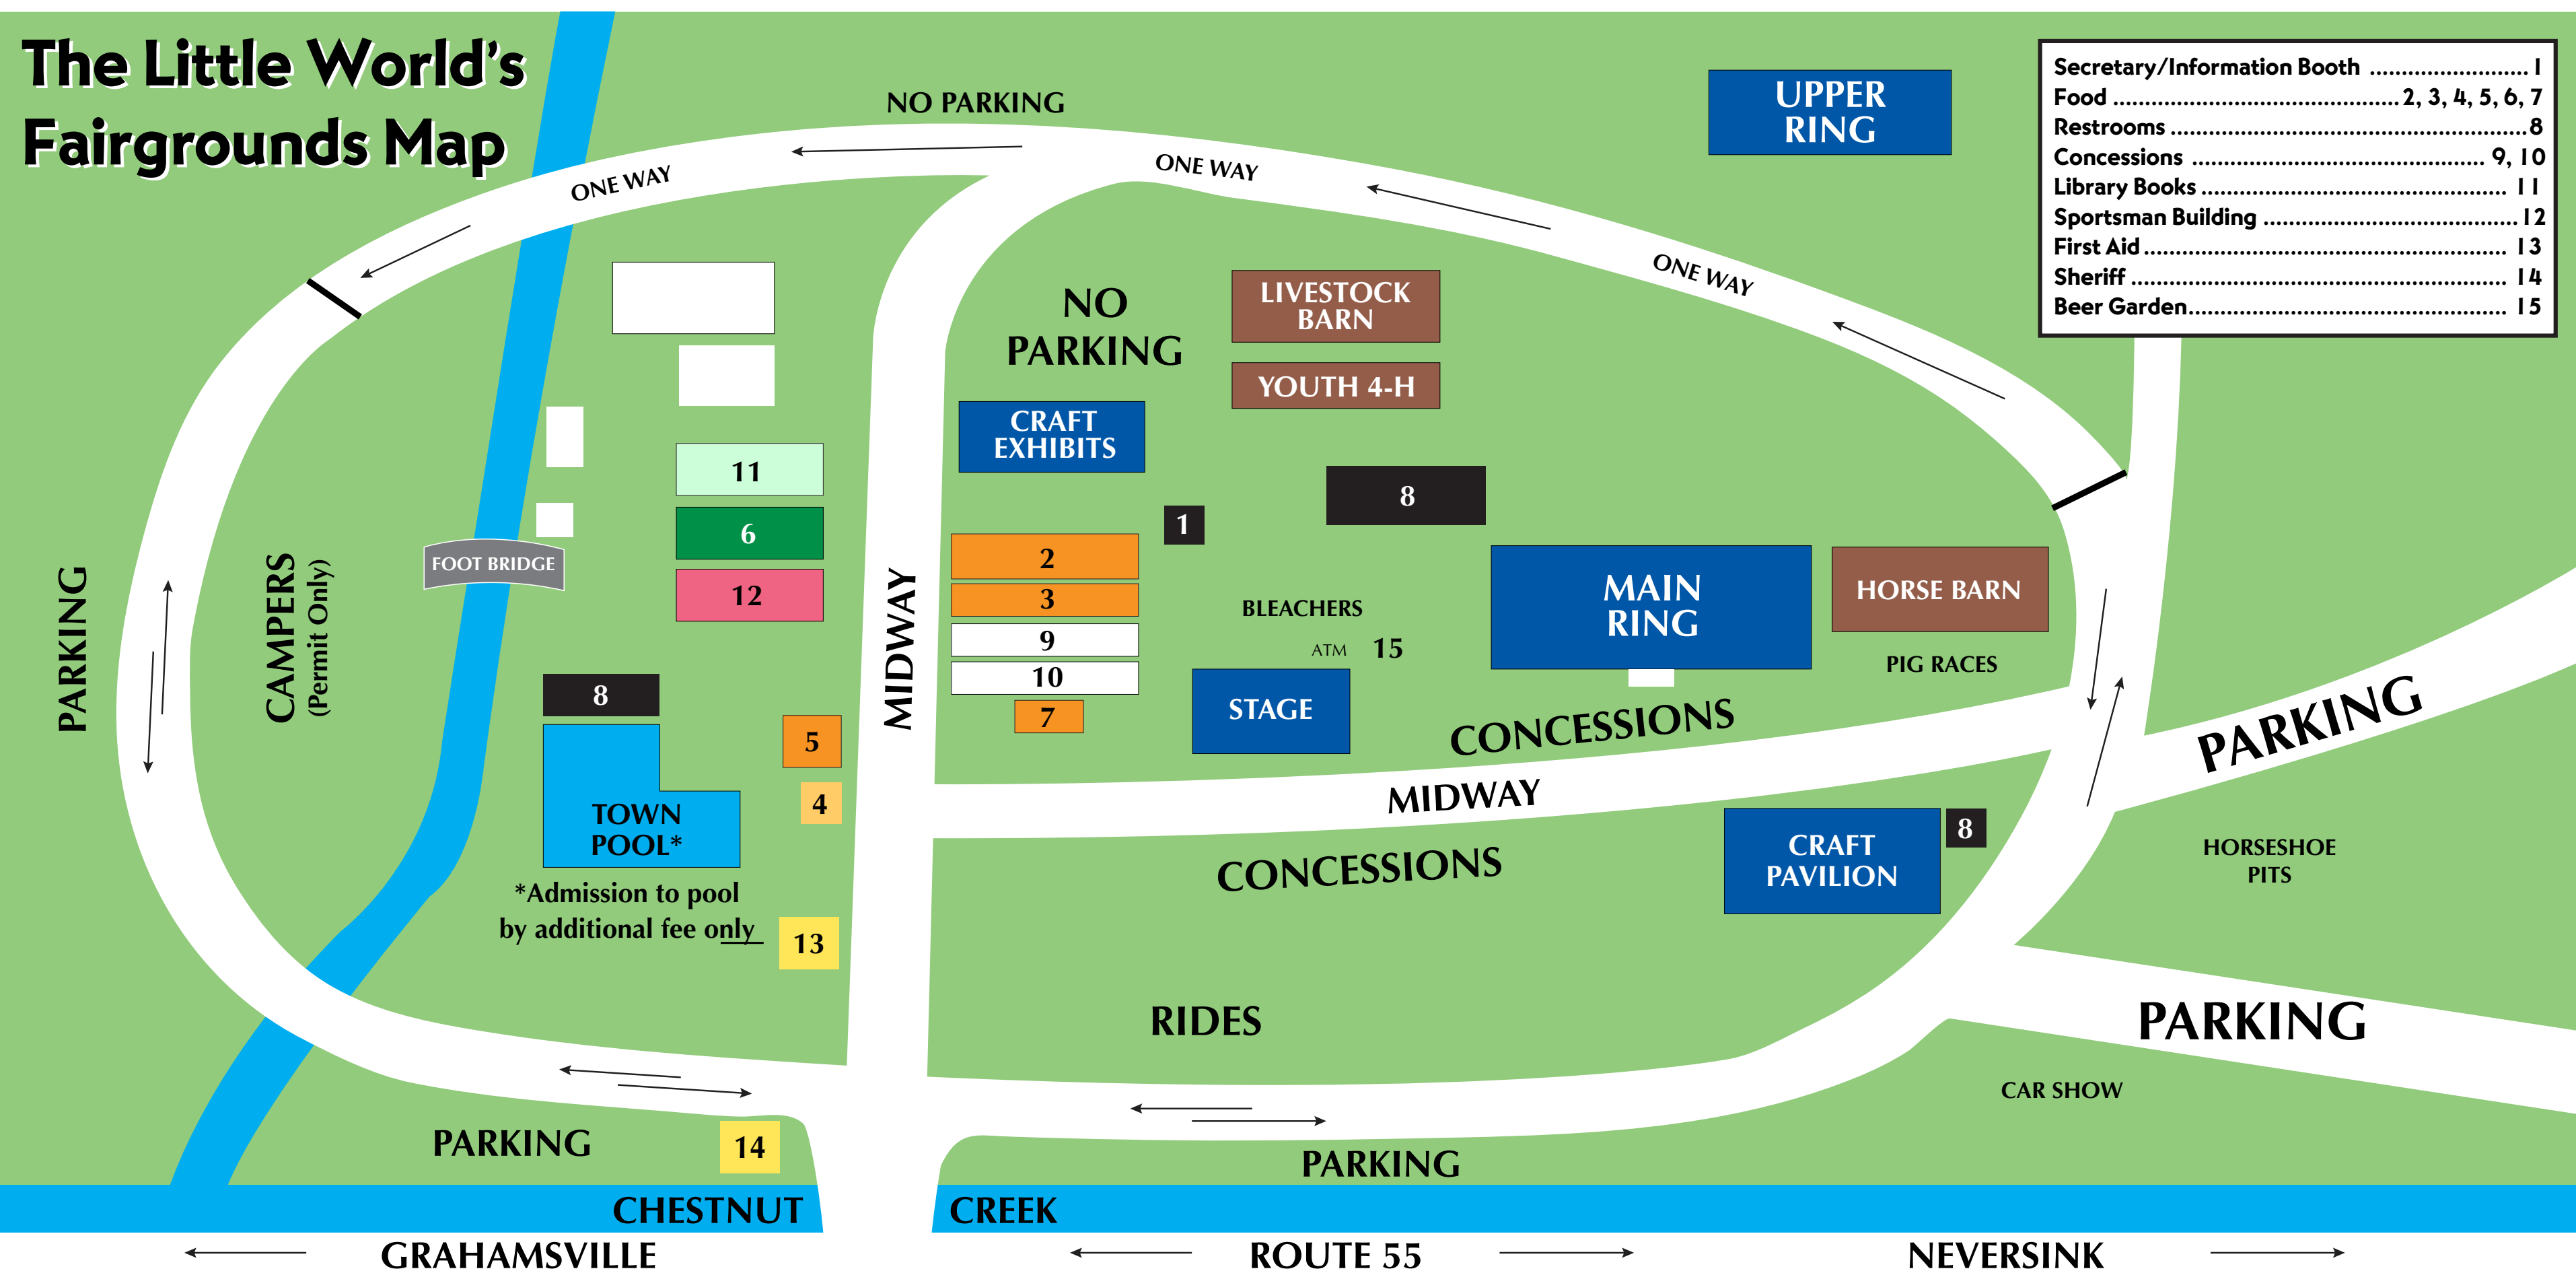 The Little World's
Fairgrounds Map
Secretary/Information Booth ......................... 1
Food ............................................. 2, 3, 4, 5, 6, 7
Restrooms ........................................................ 8
Concessions .............................................. 9, 10
Library Books ................................................ 11
Sportsman Building ........................................ 12
First Aid ......................................................... 13
Sheriff ........................................................... 14
Beer Garden.................................................. 15
UPPER
RING
NO PARKING
ONE WAY
ONE WAY
ONE WAY
NO
PARKING
LIVESTOCK
BARN
YOUTH 4-H
CRAFT
EXHIBITS
11
6
12
8
1
2
3
9
10
7
BLEACHERS
ATM 15
STAGE
MAIN
RING
HORSE BARN
PIG RACES
FOOT BRIDGE
PARKING
CAMPERS
(Permit Only)
MIDWAY
8
5
4
TOWN
POOL*
*Admission to pool
by additional fee only
13
CONCESSIONS
MIDWAY
CONCESSIONS
CRAFT
PAVILION
8
PARKING
HORSESHOE
PITS
RIDES
PARKING
CAR SHOW
PARKING
14
PARKING
CHESTNUT CREEK
GRAHAMSVILLE ROUTE 55 NEVERSINK